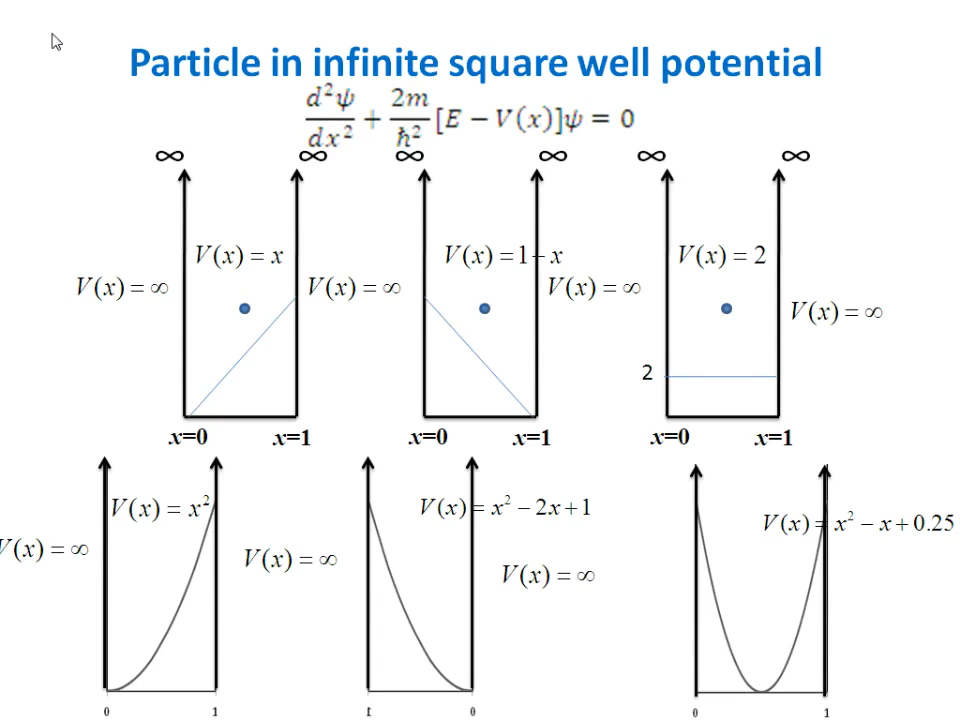 Particle in infinite square well potential
d²ψ/dx² + 2m/ħ² [E − V(x)]ψ = 0
∞ ∞ ∞ ∞ ∞ ∞
V(x) = x
V(x) = 1 − x
V(x) = 2
V(x) = ∞
V(x) = ∞
V(x) = ∞
V(x) = ∞
2
x=0 x=1 x=0 x=1 x=0 x=1
V(x) = x²
V(x) = x² − 2x + 1
V(x) = x² − x + 0.25
V(x) = ∞
V(x) = ∞
V(x) = ∞
0 1 1 0 0 1